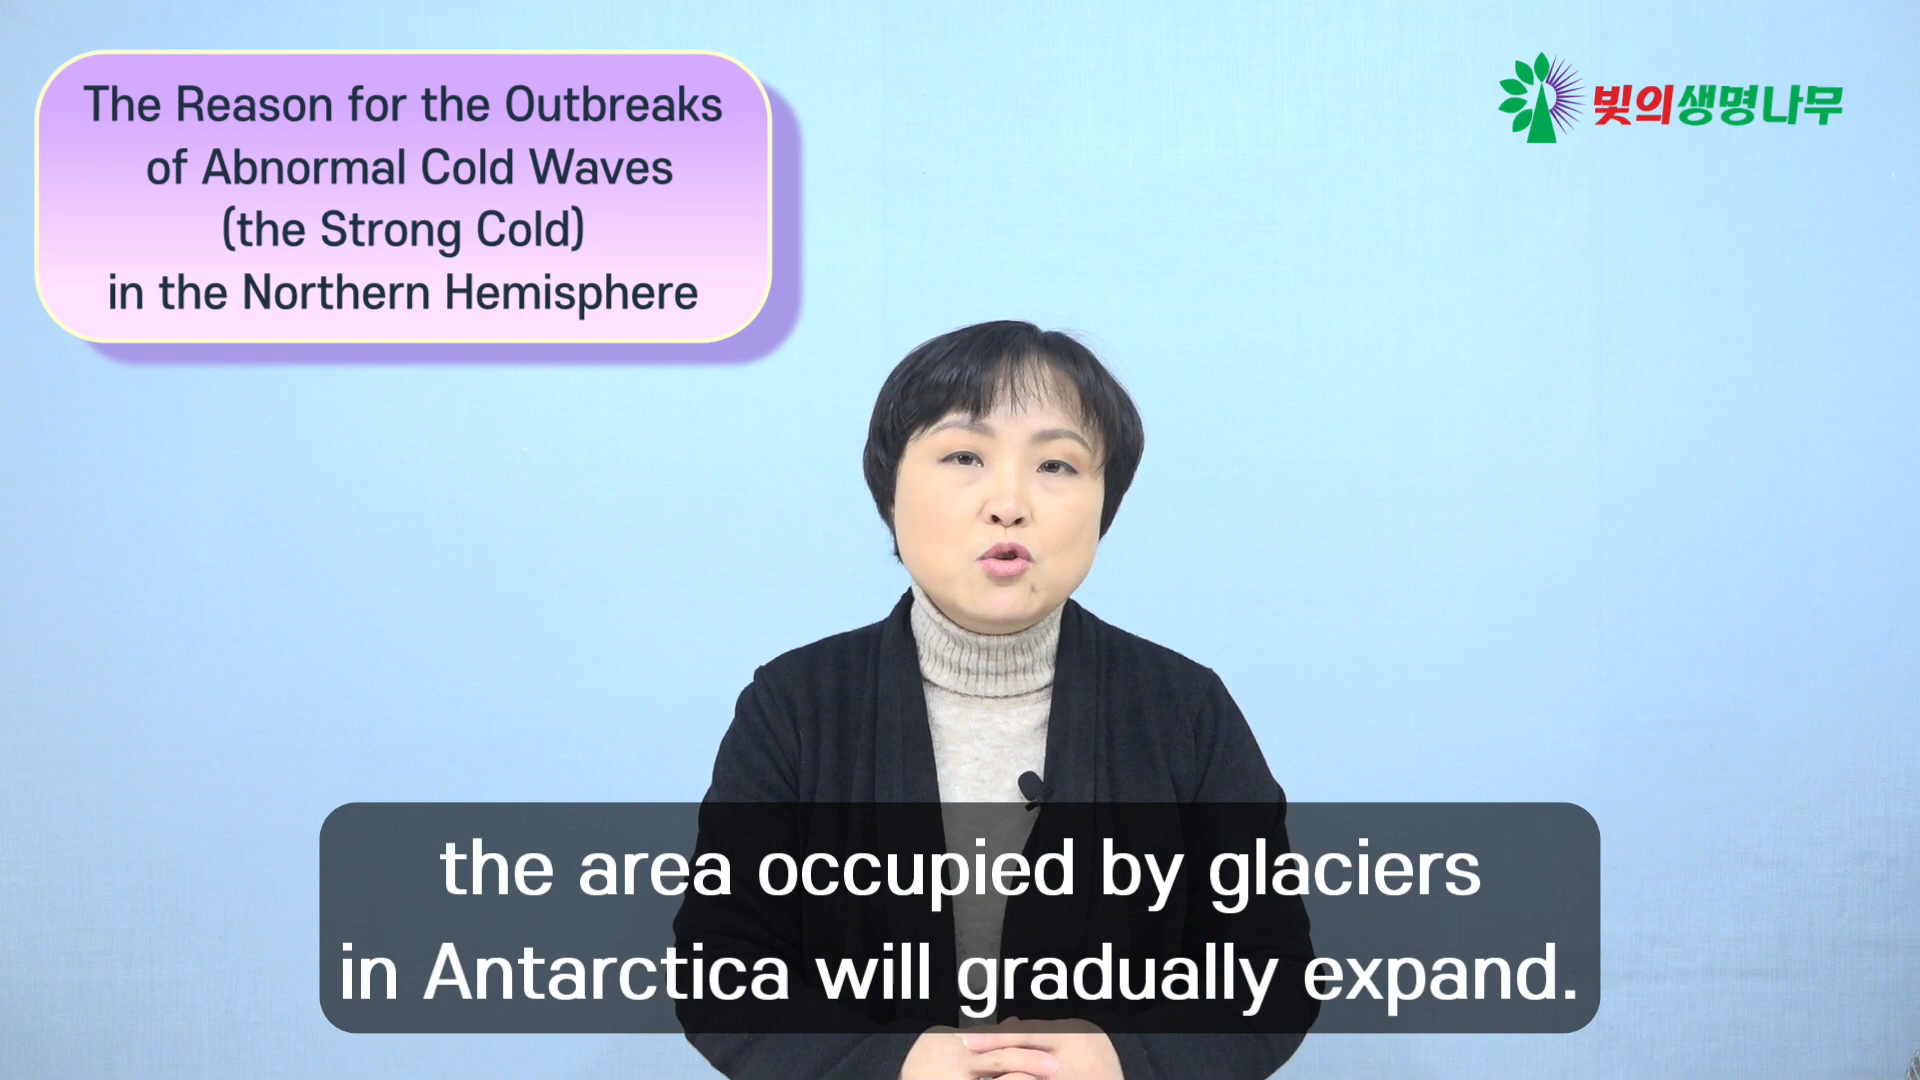 The Reason for the Outbreaks
of Abnormal Cold Waves
(the Strong Cold)
in the Northern Hemisphere
빛의생명나무
the area occupied by glaciers
in Antarctica will gradually expand.